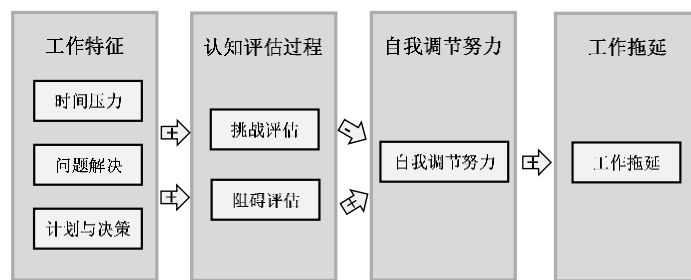 工作特征
时间压力
问题解决
计划与决策
+
+
认知评估过程
挑战评估
阻碍评估
-
+
自我调节努力
自我调节努力
+
工作拖延
工作拖延